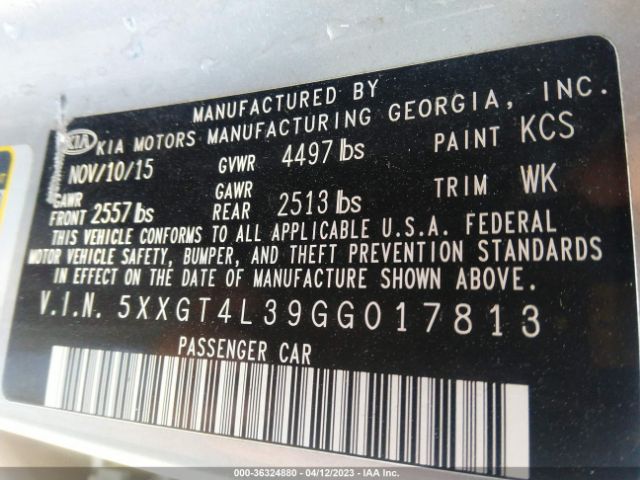 MANUFACTURED BY
KIA KIA MOTORS MANUFACTURING GEORGIA, INC.
NOV/10/15 GVWR 4497 lbs PAINT KCS
GAWR FRONT 2557 lbs GAWR REAR 2513 lbs TRIM WK
THIS VEHICLE CONFORMS TO ALL APPLICABLE U.S.A. FEDERAL
MOTOR VEHICLE SAFETY, BUMPER, AND THEFT PREVENTION STANDARDS
IN EFFECT ON THE DATE OF MANUFACTURE SHOWN ABOVE.
V.I.N. 5XXGT4L39GG017813
PASSENGER CAR
000-36324880 - 04/12/2023 - IAA Inc.